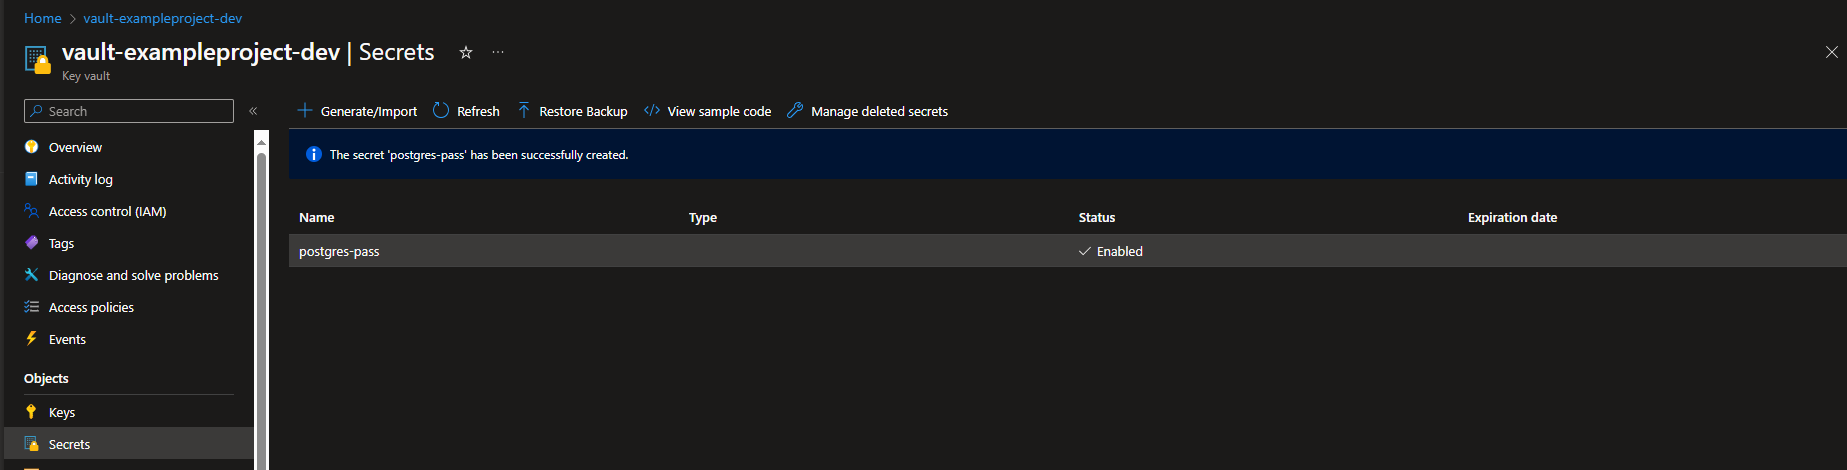 Home > vault-exampleproject-dev
vault-exampleproject-dev | Secrets
Key vault
Search
Overview
Activity log
Access control (IAM)
Tags
Diagnose and solve problems
Access policies
Events
Objects
Keys
Secrets
Generate/Import Refresh Restore Backup View sample code Manage deleted secrets
The secret 'postgres-pass' has been successfully created.
Name Type Status Expiration date
postgres-pass Enabled